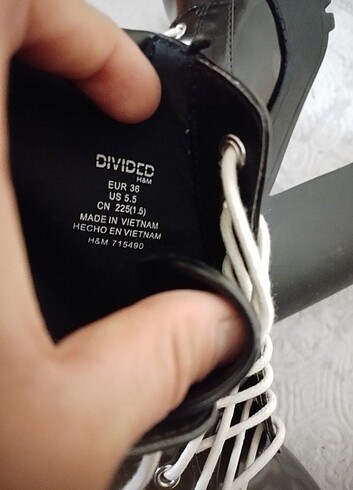 DIVIDED
H&M
EUR 36
US 5.5
CN 225(1.5)
MADE IN VIETNAM
HECHO EN VIETNAM
H&M 715490